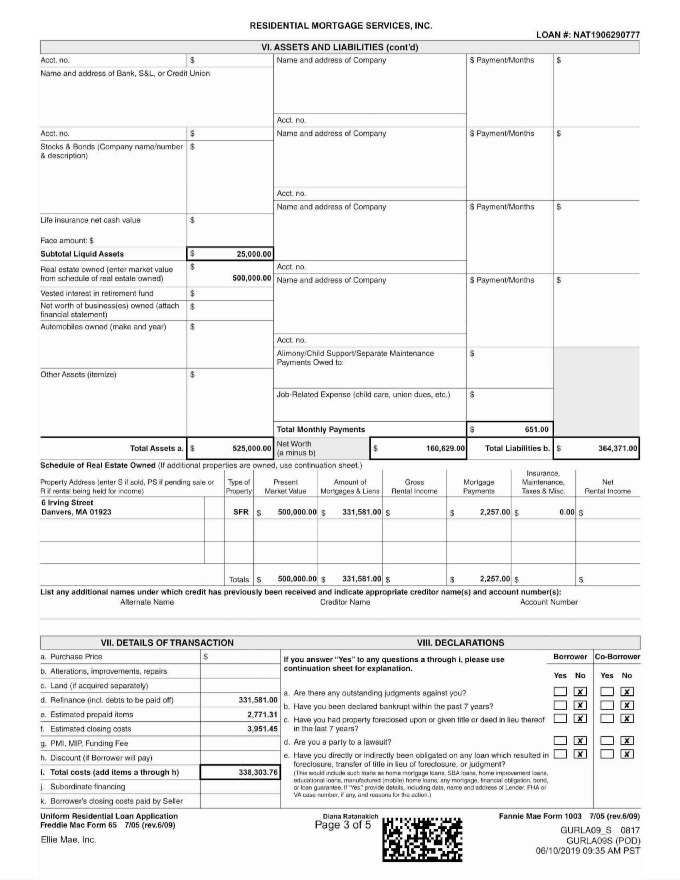 RESIDENTIAL MORTGAGE SERVICES, INC.
LOAN #: NAT1906290777
VI. ASSETS AND LIABILITIES (cont'd)
Acct. no. $
Name and address of Bank, S&L, or Credit Union
Name and address of Company $ Payment/Months $
Acct. no.
Acct. no. $
Name and address of Company $ Payment/Months $
Stocks & Bonds (Company name/number $
& description)
Acct. no.
Name and address of Company $ Payment/Months $
Life insurance net cash value $
Face amount: $
Subtotal Liquid Assets $ 25,000.00
Acct. no.
Real estate owned (enter market value $
from schedule of real estate owned) 500,000.00
Name and address of Company $ Payment/Months $
Vested interest in retirement fund $
Net worth of business(es) owned (attach $
financial statement)
Automobiles owned (make and year) $
Acct. no.
Alimony/Child Support/Separate Maintenance $
Payments Owed to:
Other Assets (itemize) $
Job-Related Expense (child care, union dues, etc.) $
Total Monthly Payments $ 651.00
Total Assets a. $ 525,000.00 Net Worth $ 160,629.00 Total Liabilities b. $ 364,371.00
(a minus b)
Schedule of Real Estate Owned (If additional properties are owned, use continuation sheet.)
Property Address (enter S if sold, PS if pending sale or
R if rental being held for income)
Type of
Property
Present
Market Value
Amount of
Mortgages & Liens
Gross
Rental Income
Mortgage
Payments
Insurance,
Maintenance,
Taxes & Misc.
Net
Rental Income
6 Irving Street
Danvers, MA 01923 SFR $ 500,000.00 $ 331,581.00 $ $ 2,257.00 $ 0.00 $
Totals $ 500,000.00 $ 331,581.00 $ $ 2,257.00 $ $
List any additional names under which credit has previously been received and indicate appropriate creditor name(s) and account number(s):
Alternate Name Creditor Name Account Number
VII. DETAILS OF TRANSACTION
a. Purchase Price $
b. Alterations, improvements, repairs
c. Land (if acquired separately)
d. Refinance (incl. debts to be paid off) 331,581.00
e. Estimated prepaid items 2,771.31
f. Estimated closing costs 3,951.45
g. PMI, MIP, Funding Fee
h. Discount (if Borrower will pay)
i. Total costs (add items a through h) 338,303.76
j. Subordinate financing
k. Borrower's closing costs paid by Seller
VIII. DECLARATIONS
If you answer "Yes" to any questions a through i, please use
continuation sheet for explanation.
Borrower Co-Borrower
Yes No Yes No
a. Are there any outstanding judgments against you? X X
b. Have you been declared bankrupt within the past 7 years? X X
c. Have you had property foreclosed upon or given title or deed in lieu thereof X X
in the last 7 years?
d. Are you a party to a lawsuit? X X
e. Have you directly or indirectly been obligated on any loan which resulted in X X
foreclosure, transfer of title in lieu of foreclosure, or judgment?
(This would include such loans as home mortgage loans, SBA loans, home improvement loans,
educational loans, manufactured (mobile) home loans, any mortgage, financial obligation, bond,
or loan guarantee. If "Yes," provide details, including date, name and address of Lender, FHA or
VA case number, if any, and reasons for the action.)
Uniform Residential Loan Application
Freddie Mac Form 65 7/05 (rev.6/09)
Ellie Mae, Inc.
Diana Ratanakich
Page 3 of 5
Fannie Mae Form 1003 7/05 (rev.6/09)
GURLA09_S 0817
GURLA09S (POD)
06/10/2019 09:35 AM PST